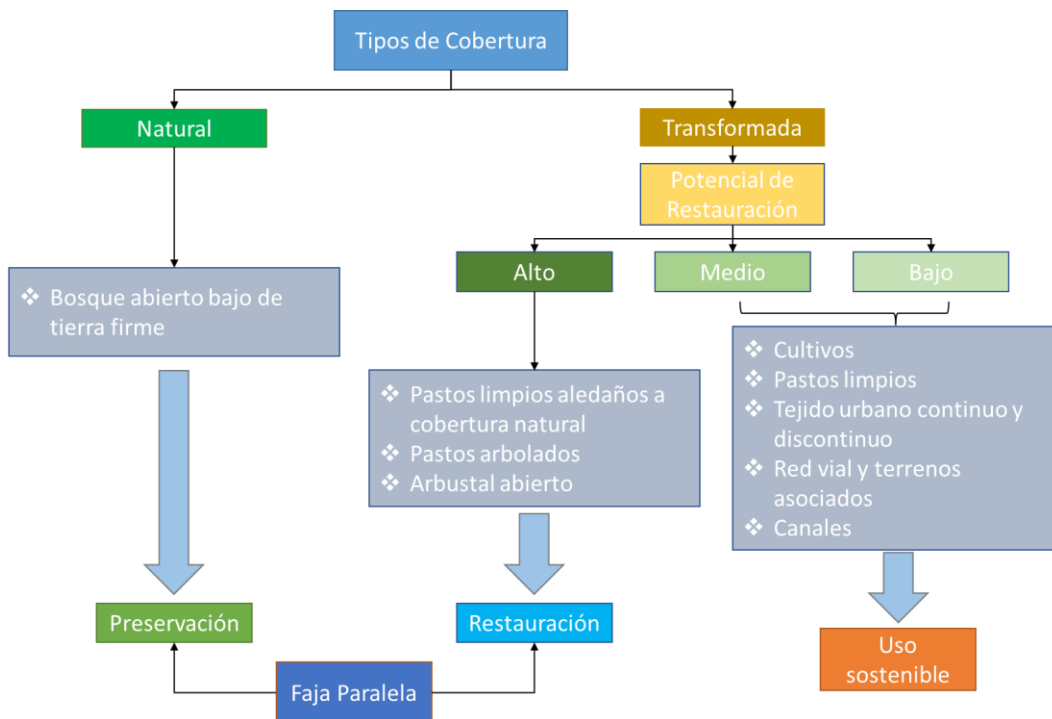 Tipos de Cobertura
Natural
Transformada
Potencial de
Restauración
Alto
Medio
Bajo
❖ Bosque abierto bajo de
tierra firme
❖ Pastos limpios aledaños a
cobertura natural
❖ Pastos arbolados
❖ Arbustal abierto
❖ Cultivos
❖ Pastos limpios
❖ Tejido urbano continuo y
discontinuo
❖ Red vial y terrenos
asociados
❖ Canales
Preservación
Restauración
Uso
sostenible
Faja Paralela